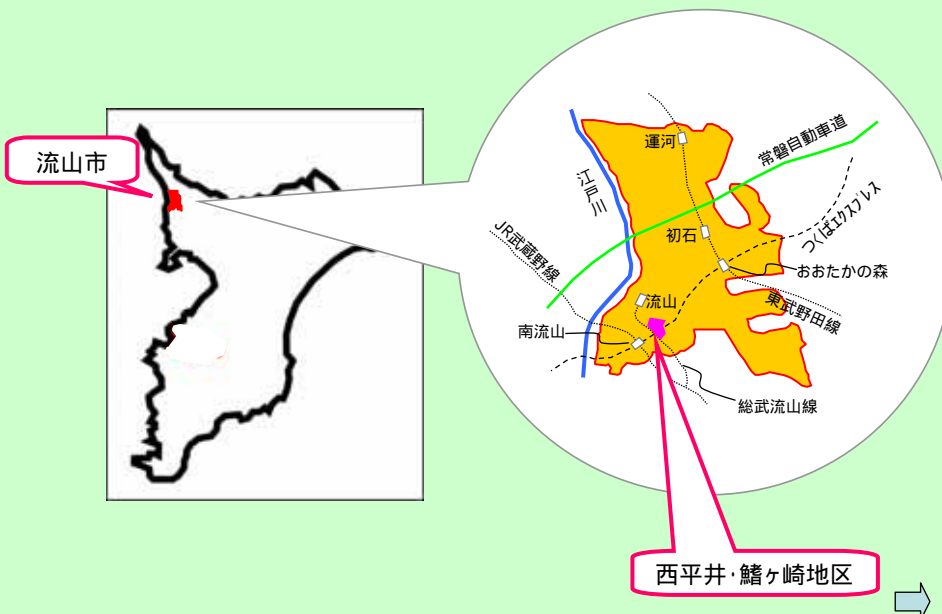 流山市
運河
常磐自動車道
江戸川
つくばエクスプレス
初石
JR武蔵野線
おおたかの森
流山
東武野田線
南流山
総武流山線
西平井･鰭ヶ崎地区